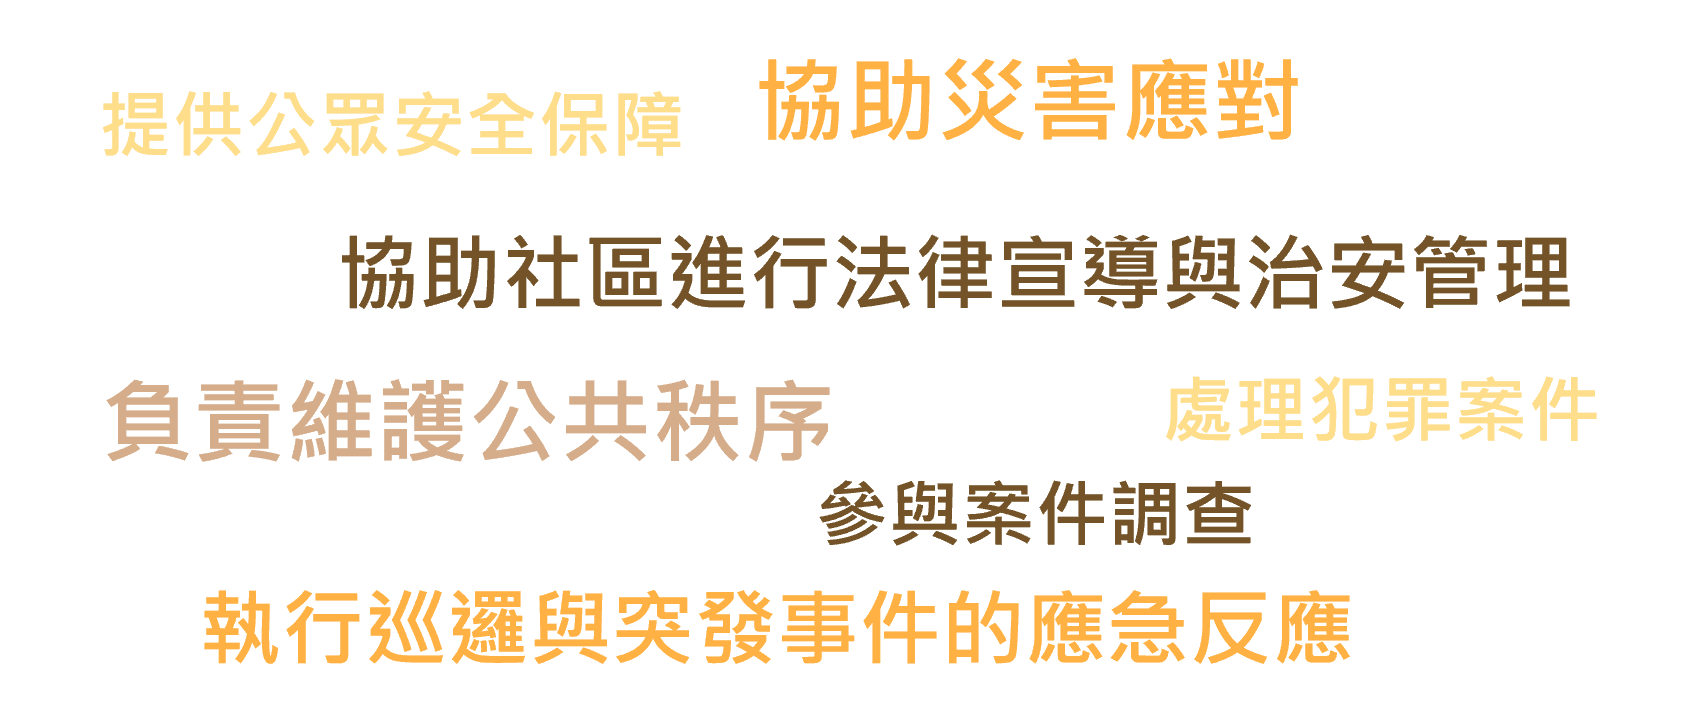 提供公眾安全保障
協助災害應對
協助社區進行法律宣導與治安管理
負責維護公共秩序
處理犯罪案件
參與案件調查
執行巡邏與突發事件的應急反應